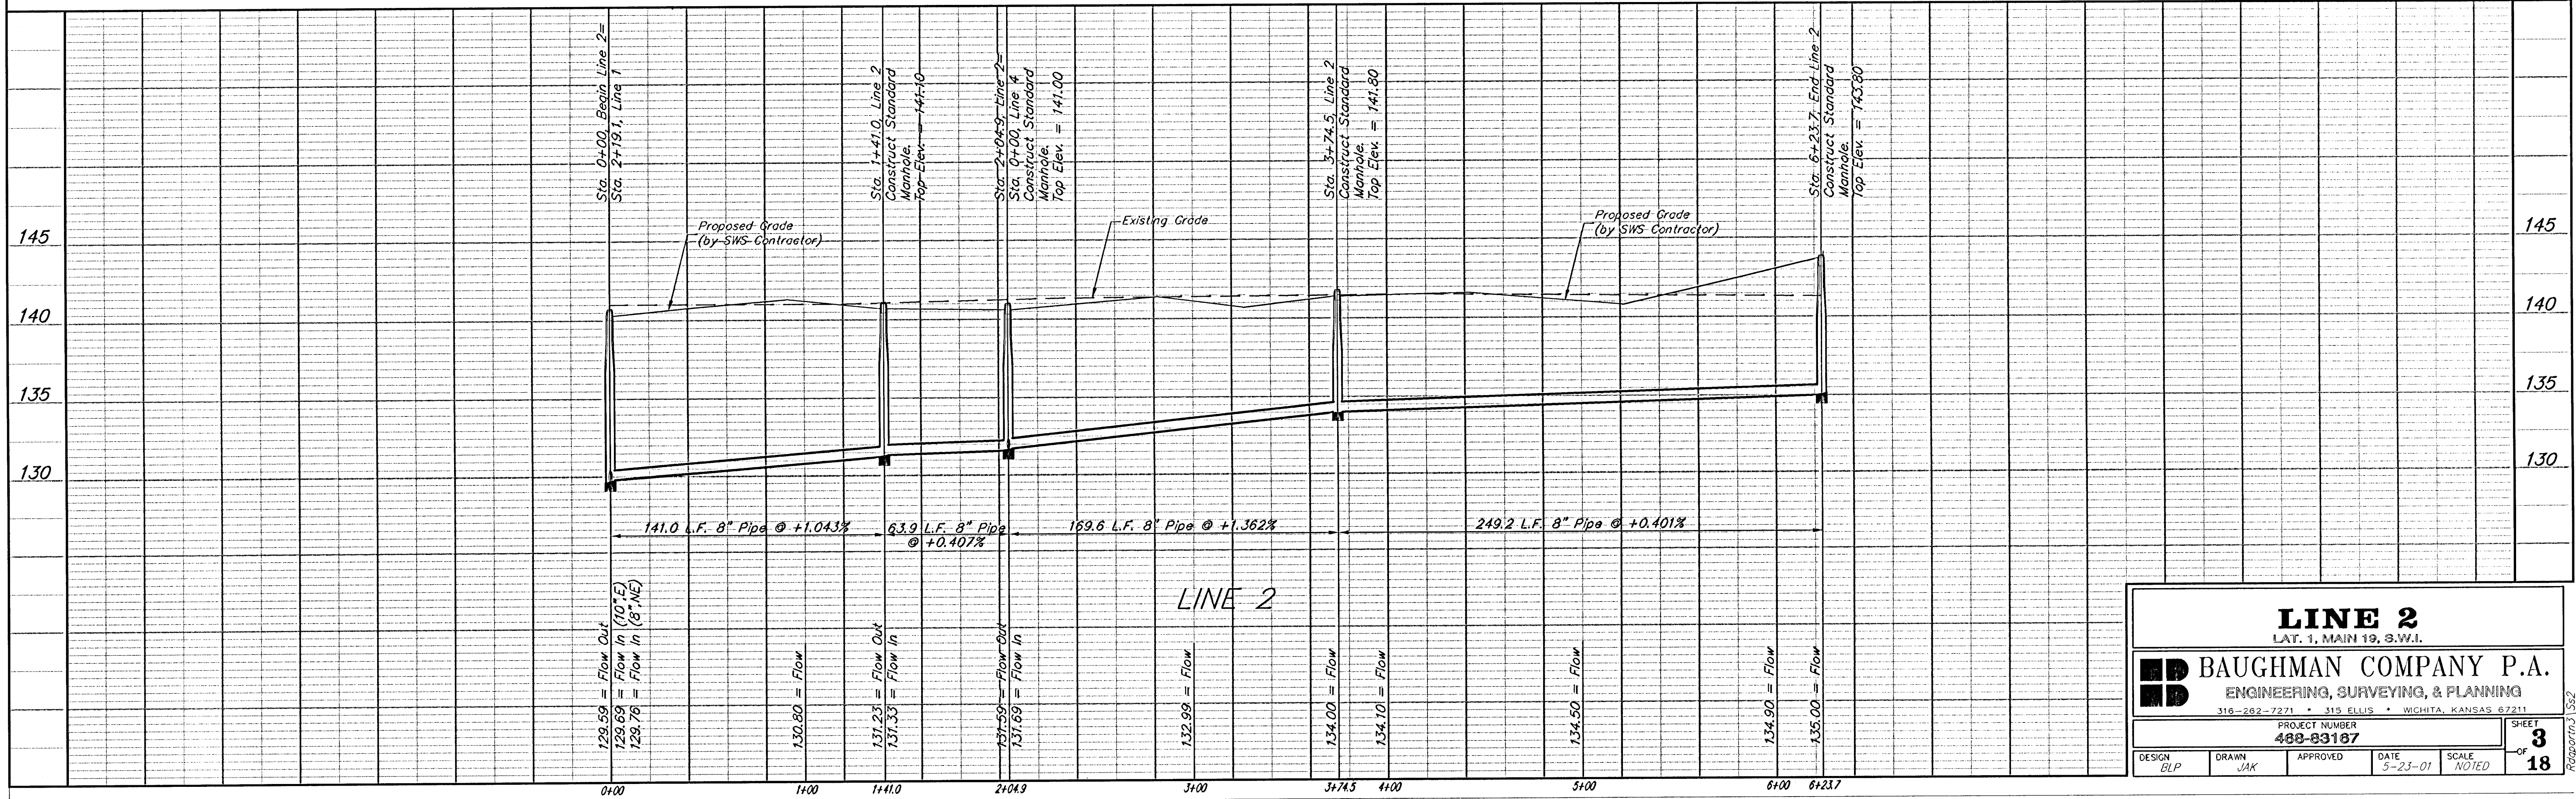 Sta. 0+00, Begin Line 2=
Sta. 2+19.1, Line 1
Sta. 1+41.0, Line 2
Construct Standard
Manhole.
Top Elev. = 141.10
Sta. 2+04.9, Line 2=
Sta. 0+00, Line 4
Construct Standard
Manhole.
Top Elev. = 141.00
Sta. 3+74.5, Line 2
Construct Standard
Manhole.
Top Elev. = 141.80
Sta. 6+23.7, End Line 2
Construct Standard
Manhole.
Top Elev. = 143.80
Proposed Grade
(by SWS Contractor)
Existing Grade
Proposed Grade
(by SWS Contractor)
145
145
140
140
135
135
130
130
141.0 L.F. 8" Pipe @ +1.043%
63.9 L.F. 8" Pipe
@ +0.407%
169.6 L.F. 8" Pipe @ +1.362%
249.2 L.F. 8" Pipe @ +0.401%
LINE 2
129.59 = Flow Out
129.69 = Flow In (10",E)
129.76 = Flow In (8",NE)
130.80 = Flow
131.23 = Flow Out
131.33 = Flow In
131.59 = Flow Out
131.69 = Flow In
132.99 = Flow
134.00 = Flow
134.10 = Flow
134.50 = Flow
134.90 = Flow
135.00 = Flow
0+00
1+00
1+41.0
2+04.9
3+00
3+74.5
4+00
5+00
6+00
6+23.7
LINE 2
LAT. 1, MAIN 19, S.W.I.
BAUGHMAN COMPANY P.A.
ENGINEERING, SURVEYING, & PLANNING
316-262-7271 • 315 ELLIS • WICHITA, KANSAS 67211
PROJECT NUMBER
468-83167
SHEET
3
OF
18
DESIGN
BLP
DRAWN
JAK
APPROVED
DATE
5-23-01
SCALE
NOTED